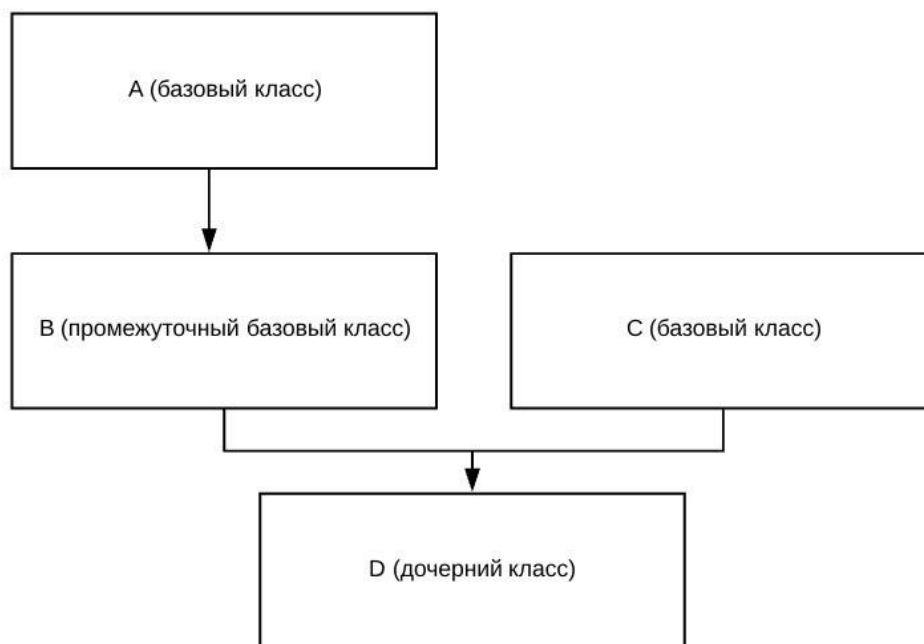 A (базовый класс)
B (промежуточный базовый класс)
C (базовый класс)
D (дочерний класс)